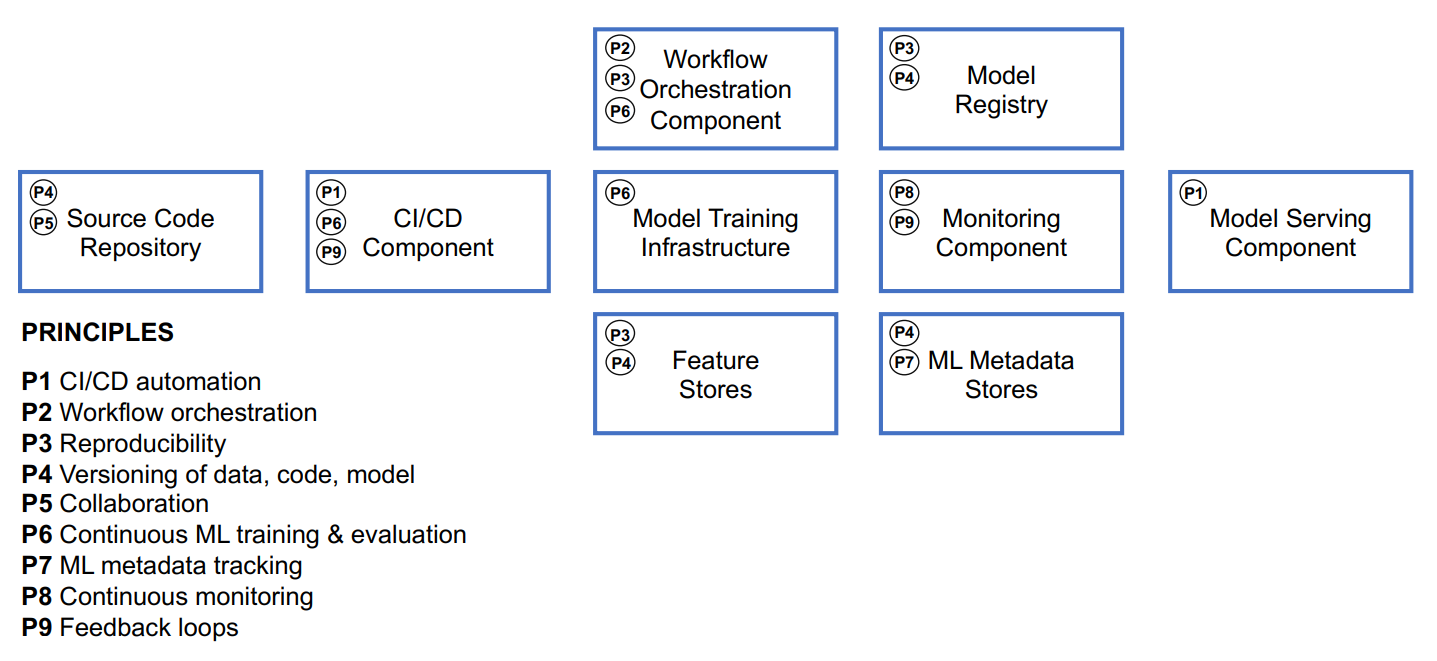 P2
P3
P6
Workflow
Orchestration
Component
P3
P4
Model
Registry
P4
P5
Source Code
Repository
P1
P6
P9
CI/CD
Component
P6
Model Training
Infrastructure
P8
P9
Monitoring
Component
P1
Model Serving
Component
P3
P4
Feature
Stores
P4
P7
ML Metadata
Stores
PRINCIPLES
P1 CI/CD automation
P2 Workflow orchestration
P3 Reproducibility
P4 Versioning of data, code, model
P5 Collaboration
P6 Continuous ML training & evaluation
P7 ML metadata tracking
P8 Continuous monitoring
P9 Feedback loops